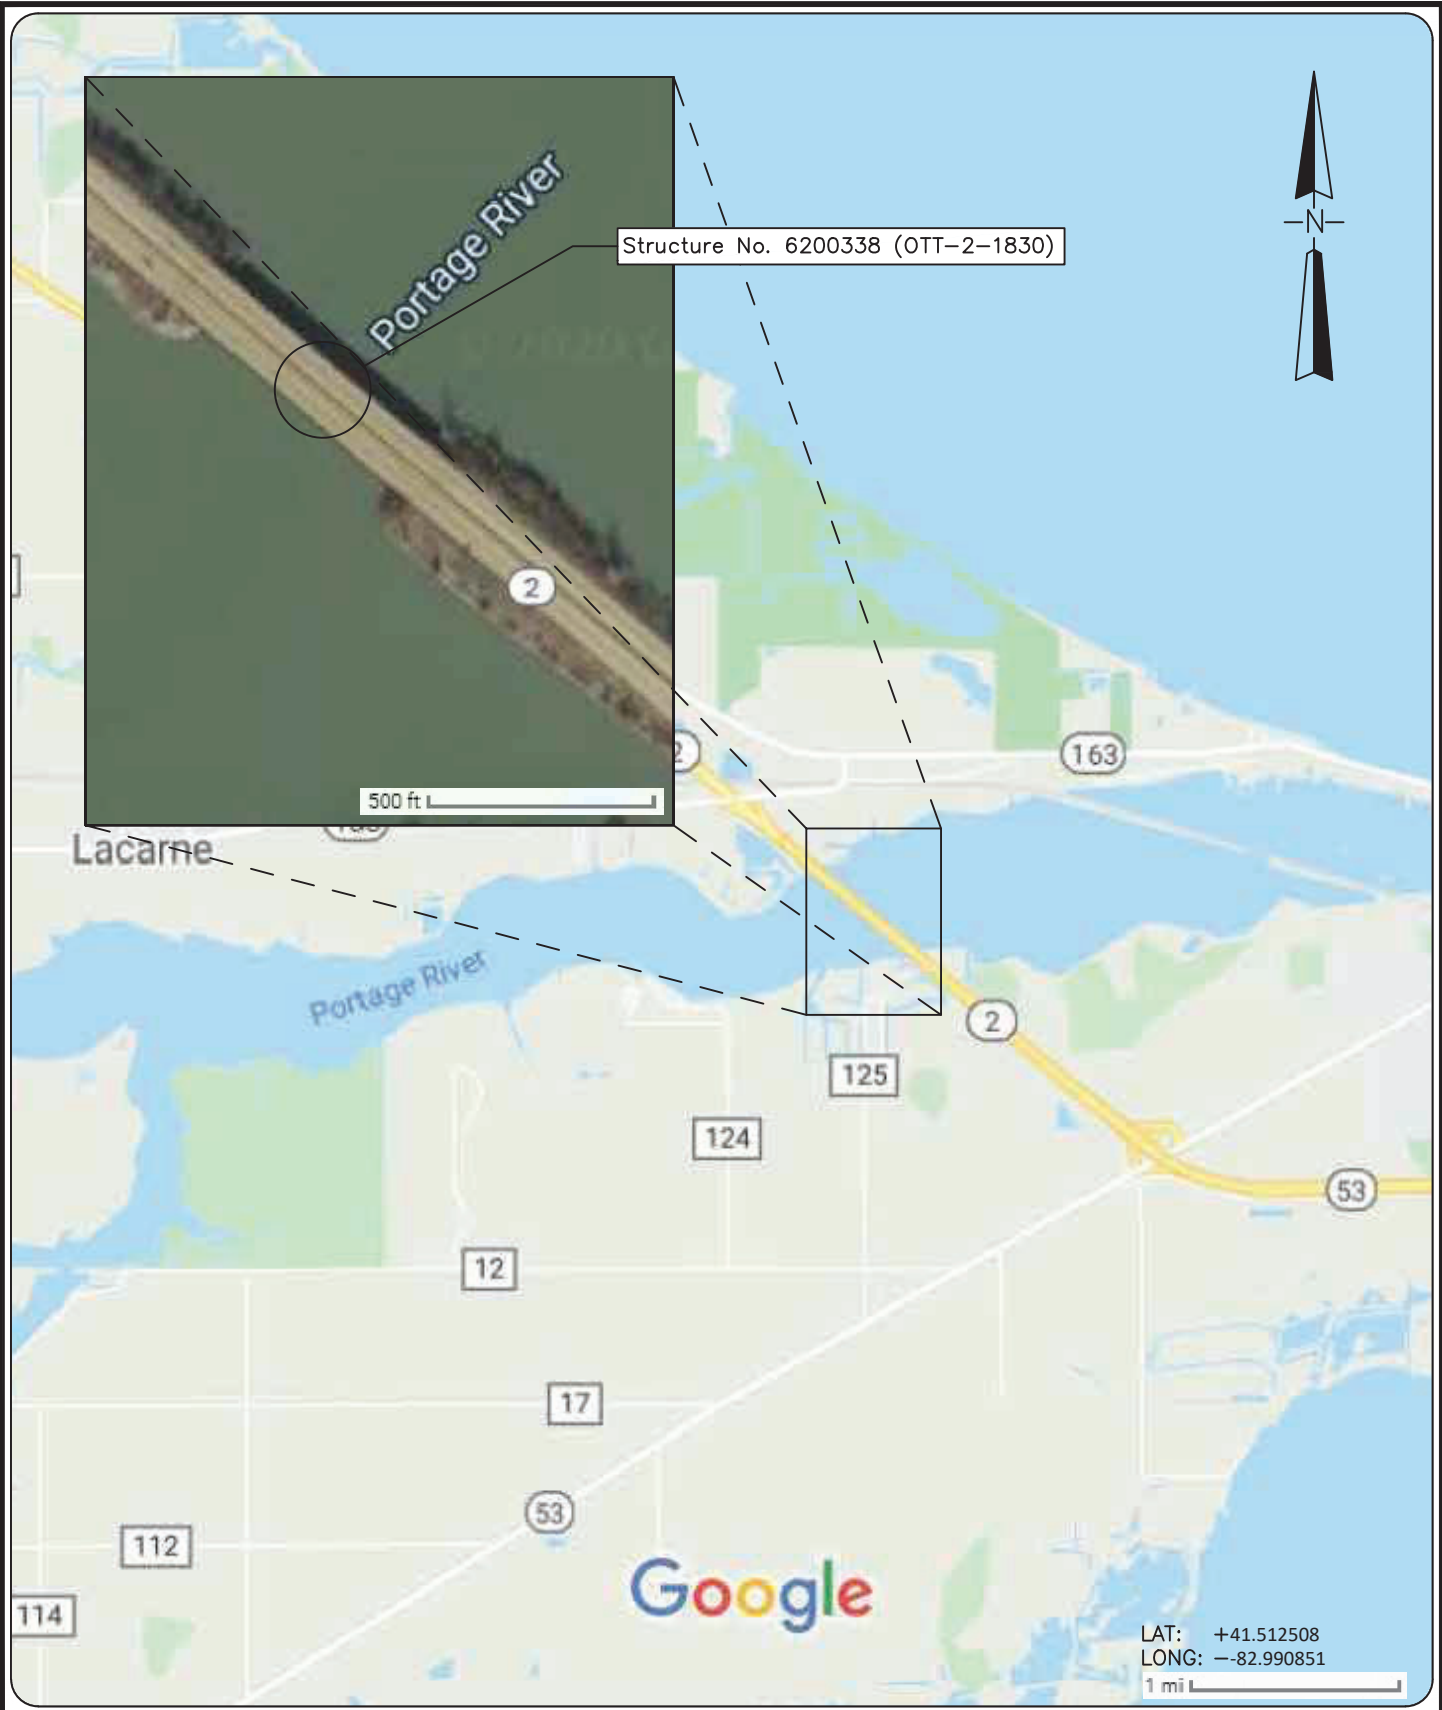 Portage River
Structure No. 6200338 (OTT-2-1830)
N
2
163
2
500 ft
Lacarne
Portage River
2
125
124
53
12
17
53
112
Google
114
LAT: +41.512508
LONG: --82.990851
1 mi